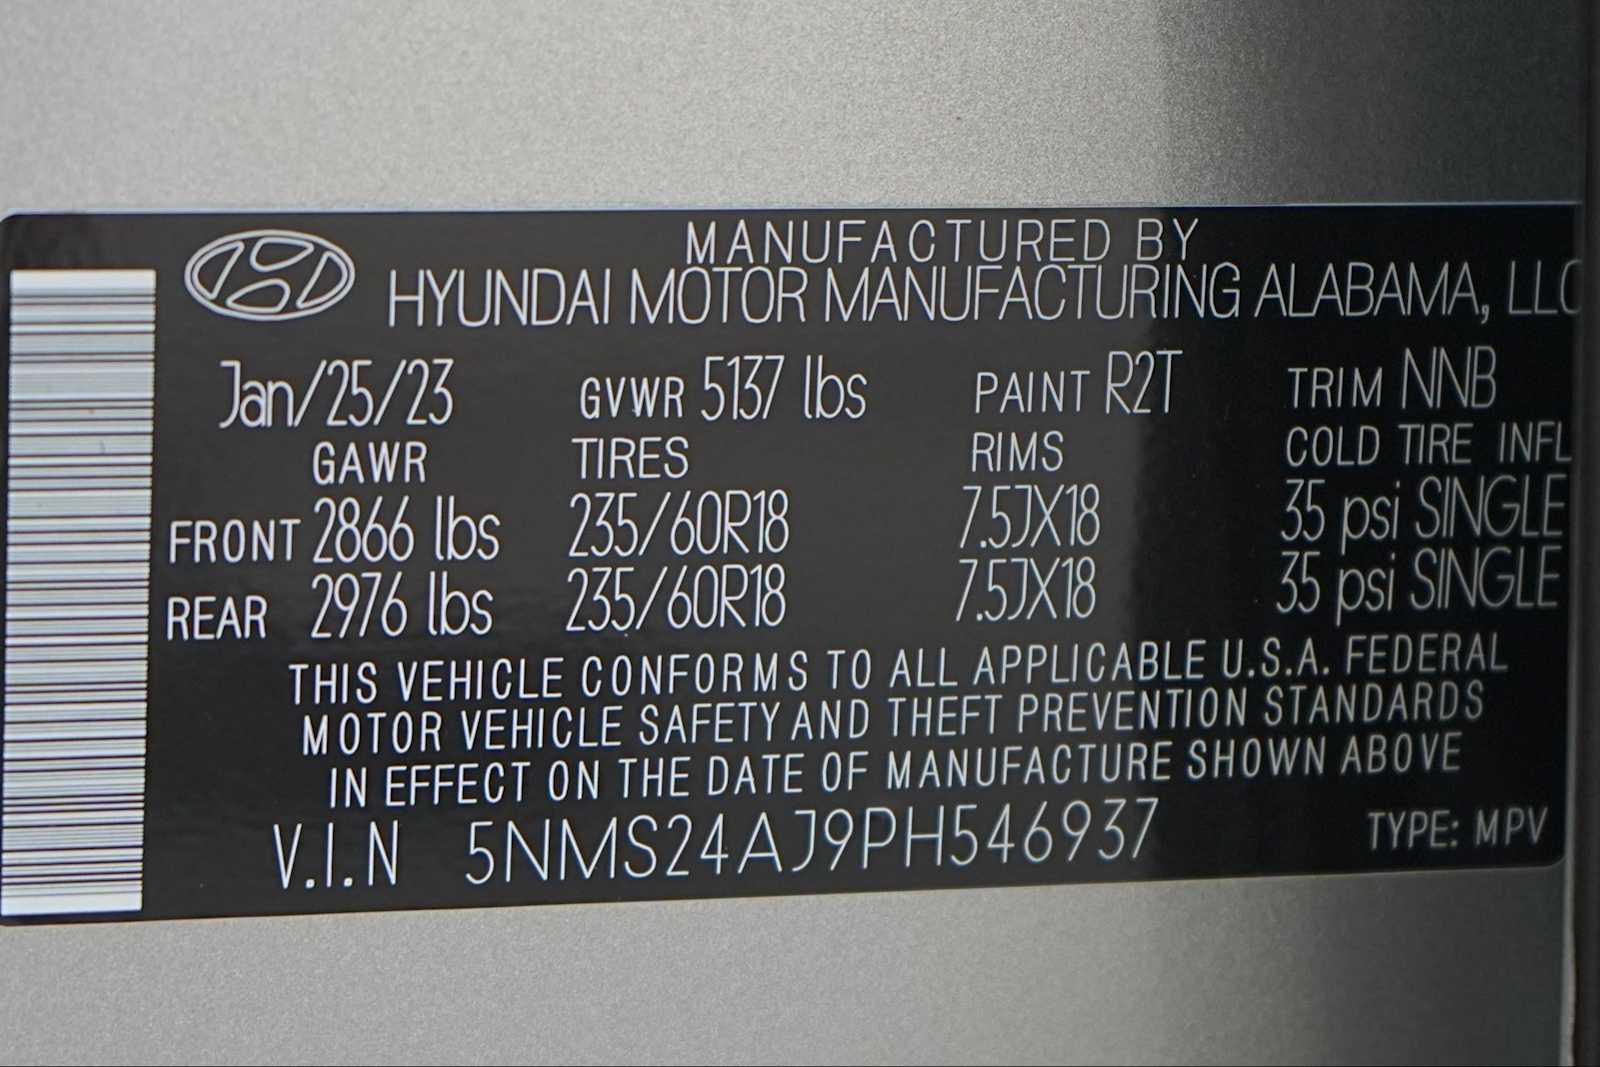 MANUFACTURED BY
HYUNDAI MOTOR MANUFACTURING ALABAMA, LLC
Jan/25/23 GVWR 5137 lbs PAINT R2T TRIM NNB
GAWR TIRES RIMS COLD TIRE INFL
FRONT 2866 lbs 235/60R18 7.5JX18 35 psi SINGLE
REAR 2976 lbs 235/60R18 7.5JX18 35 psi SINGLE
THIS VEHICLE CONFORMS TO ALL APPLICABLE U.S.A. FEDERAL
MOTOR VEHICLE SAFETY AND THEFT PREVENTION STANDARDS
IN EFFECT ON THE DATE OF MANUFACTURE SHOWN ABOVE
V.I.N 5NMS24AJ9PH546937 TYPE: MPV